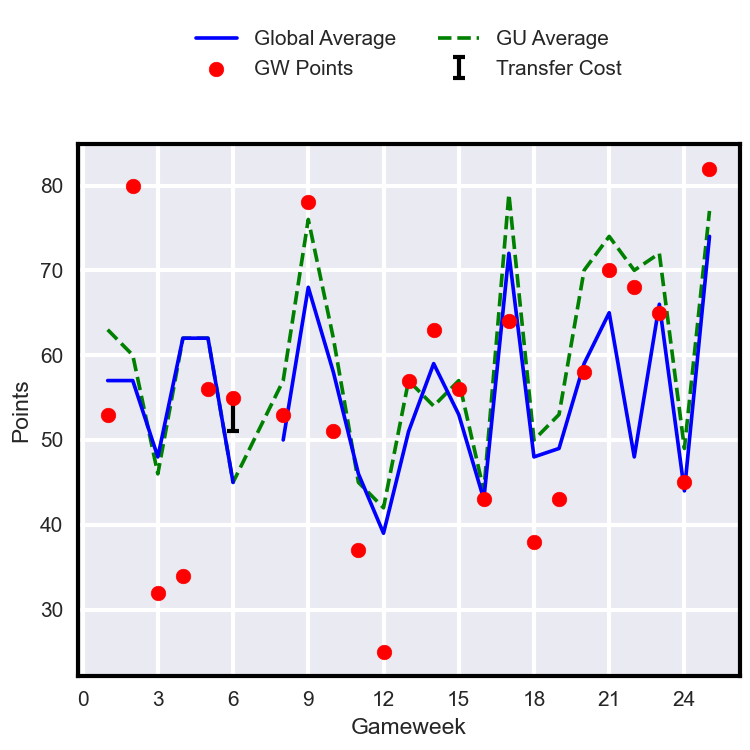 Global Average
GU Average
GW Points
Transfer Cost
80
70
60
50
40
30
Points
0 3 6 9 12 15 18 21 24
Gameweek